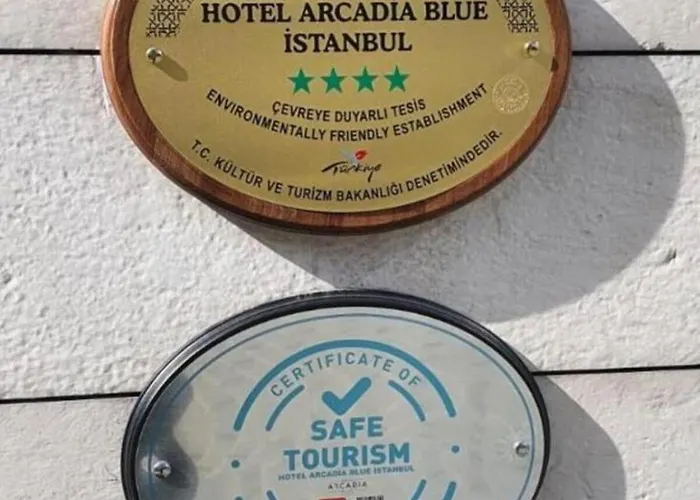 HOTEL ARCADIA BLUE
İSTANBUL
ÇEVREYE DUYARLI TESİS
ENVIRONMENTALLY FRIENDLY ESTABLISHMENT
T.C. KÜLTÜR VE TURİZM BAKANLIĞI DENETİMİNDEDİR.
Türkiye
CERTIFICATE OF
SAFE
TOURISM
HOTEL ARCADIA BLUE ISTANBUL
ARCADIA